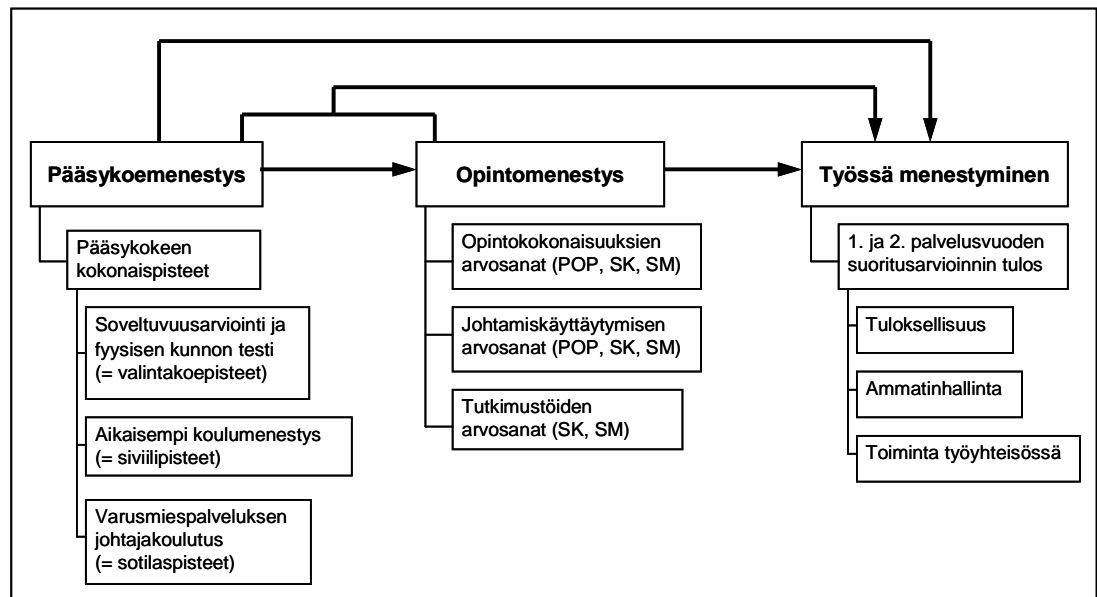 Pääsykoemenestys
Pääsykokeen
kokonaispisteet
Soveltuvuusarviointi ja
fyysisen kunnon testi
(= valintakoepisteet)
Aikaisempi koulumenestys
(= siviilipisteet)
Varusmiespalveluksen
johtajakoulutus
(= sotilaspisteet)
Opintomenestys
Opintokokonaisuuksien
arvosanat (POP, SK, SM)
Johtamiskäyttäytymisen
arvosanat (POP, SK, SM)
Tutkimustöiden
arvosanat (SK, SM)
Työssä menestyminen
1. ja 2. palvelusvuoden
suoritusarvioinnin tulos
Tuloksellisuus
Ammatinhallinta
Toiminta työyhteisössä